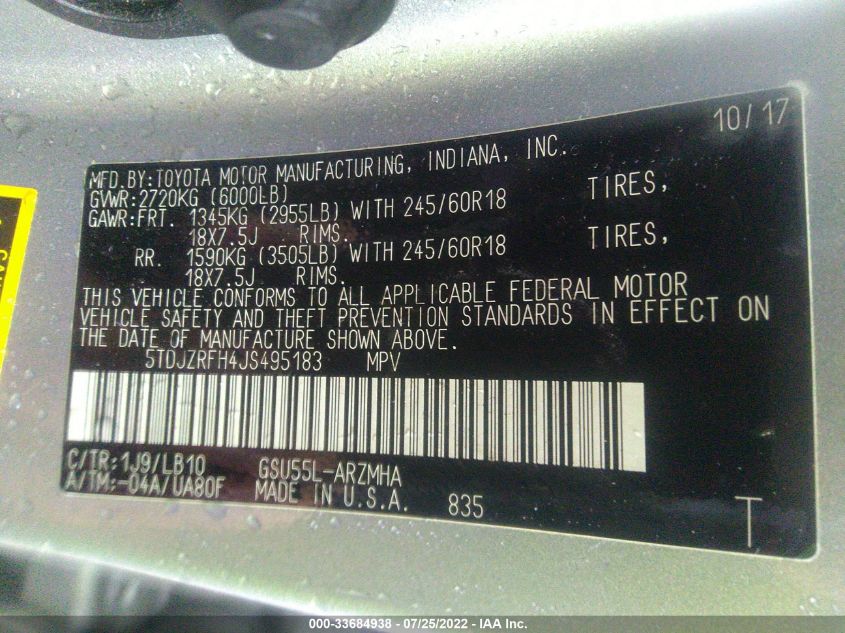 10/17
MFD.BY:TOYOTA MOTOR MANUFACTURING, INDIANA, INC.
GVWR:2720KG (6000LB)
GAWR:FRT. 1345KG (2955LB) WITH 245/60R18 TIRES,
18X7.5J RIMS.
RR. 1590KG (3505LB) WITH 245/60R18 TIRES,
18X7.5J RIMS.
THIS VEHICLE CONFORMS TO ALL APPLICABLE FEDERAL MOTOR
VEHICLE SAFETY AND THEFT PREVENTION STANDARDS IN EFFECT ON
THE DATE OF MANUFACTURE SHOWN ABOVE.
5TDJZRFH4JS495183 MPV
C/TR:1J9/LB10 GSU55L-ARZMHA
A/TM:-04A/UA80F MADE IN U.S.A. 835
T
000-33684938 - 07/25/2022 - IAA Inc.